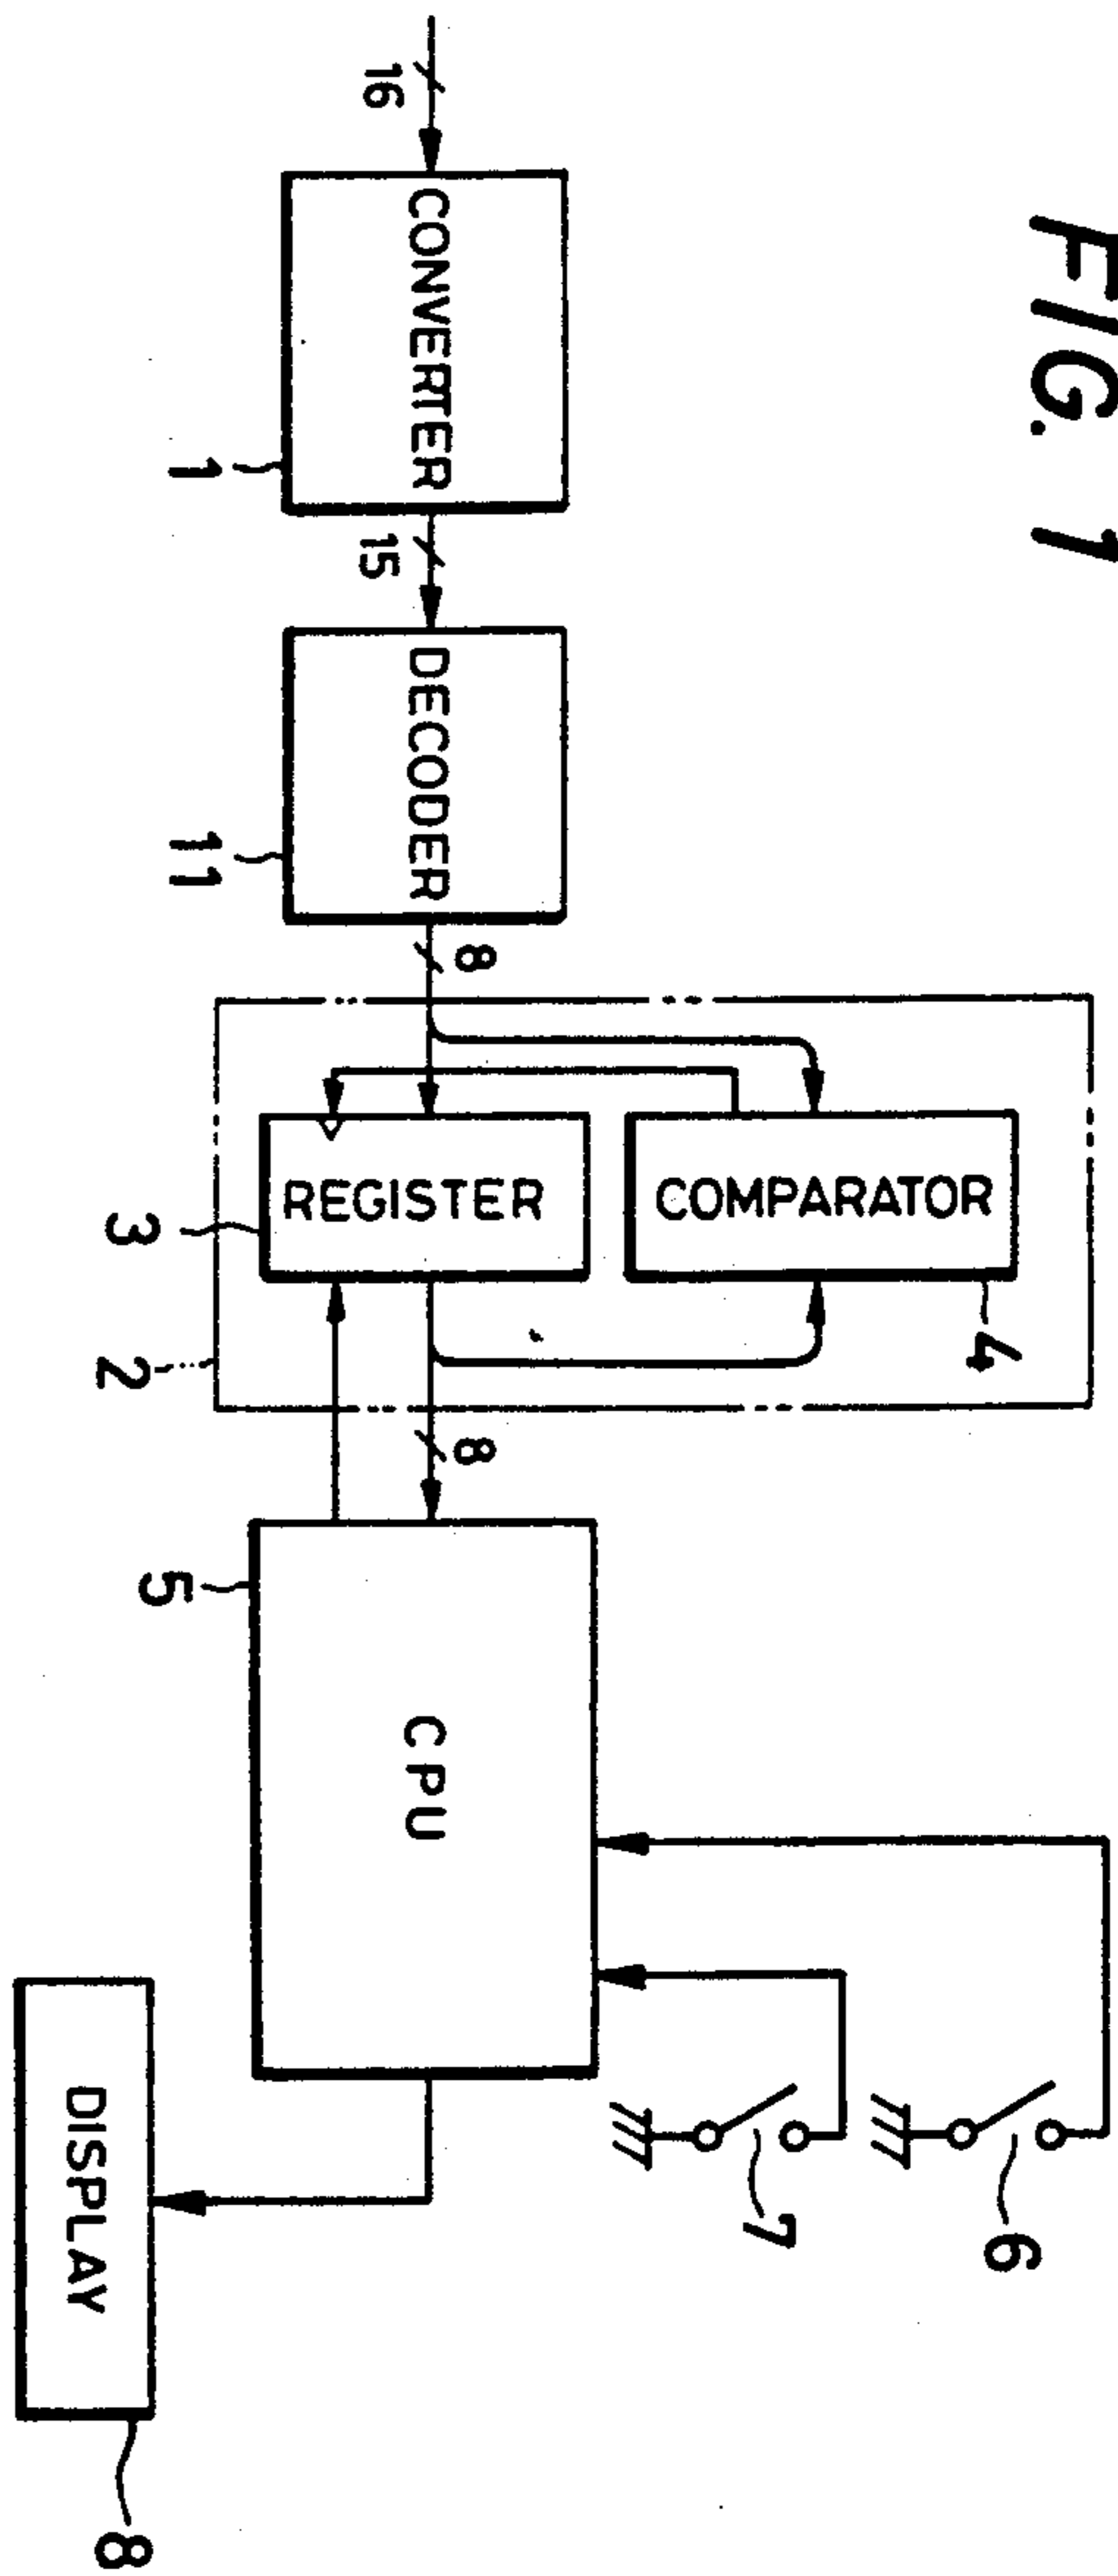 FIG. 1
16
CONVERTER
1
15
DECODER
11
8
REGISTER
3
COMPARATOR
4
2
8
CPU
5
6
7
DISPLAY
8